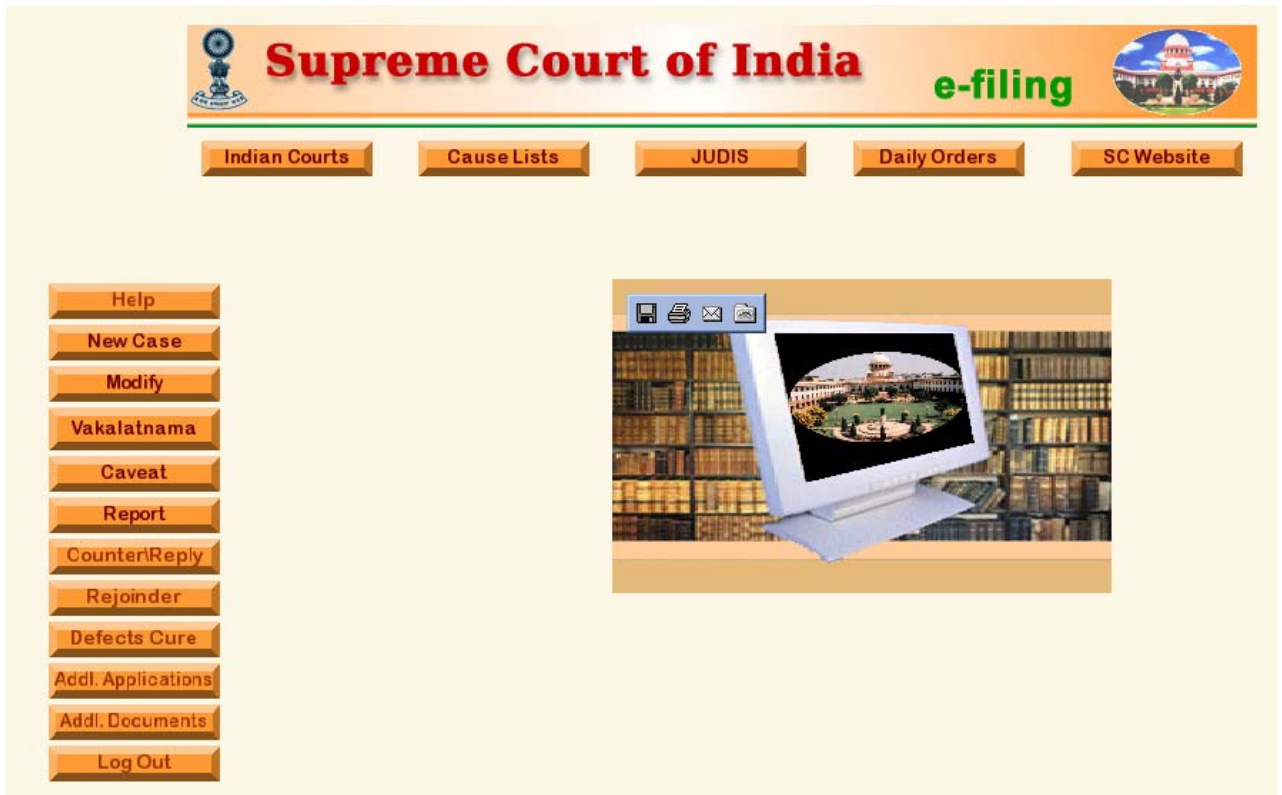 Supreme Court of India
e-filing
Indian Courts
Cause Lists
JUDIS
Daily Orders
SC Website
Help
New Case
Modify
Vakalatnama
Caveat
Report
Counter\Reply
Rejoinder
Defects Cure
Addl. Applications
Addl. Documents
Log Out